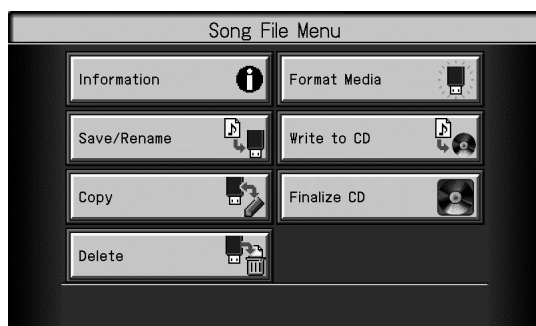 Song File Menu
Information
Format Media
Save/Rename
Write to CD
Copy
Finalize CD
Delete